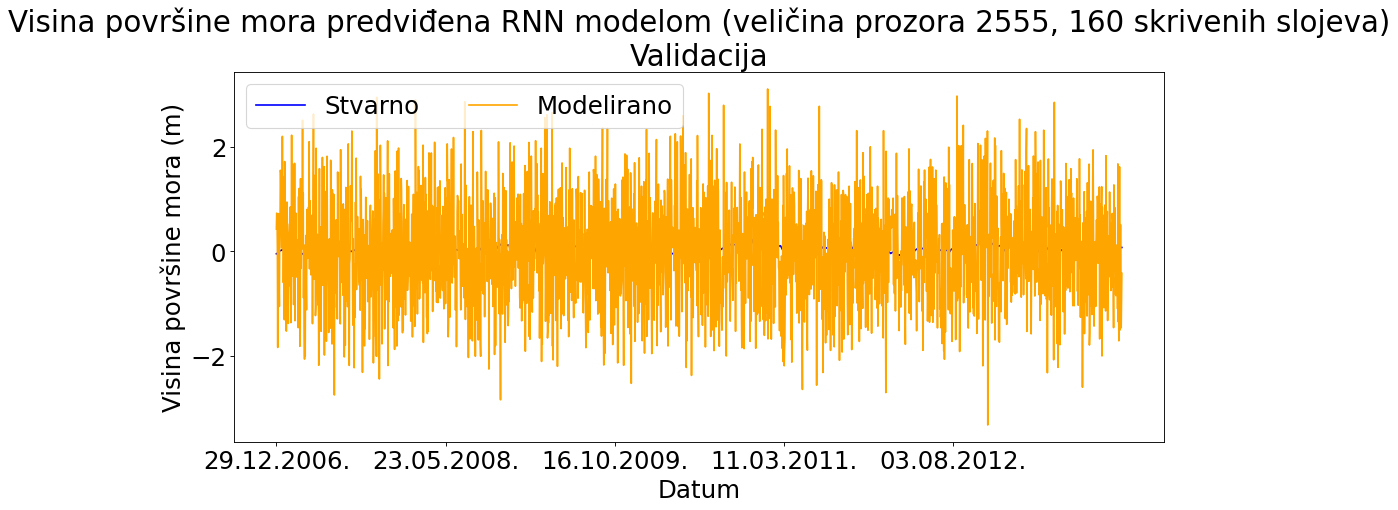 Visina površine mora predviđena RNN modelom (veličina prozora 2555, 160 skrivenih slojeva)
Validacija
Stvarno Modelirano
Visina površine mora (m)
2
0
−2
29.12.2006. 23.05.2008. 16.10.2009. 11.03.2011. 03.08.2012.
Datum